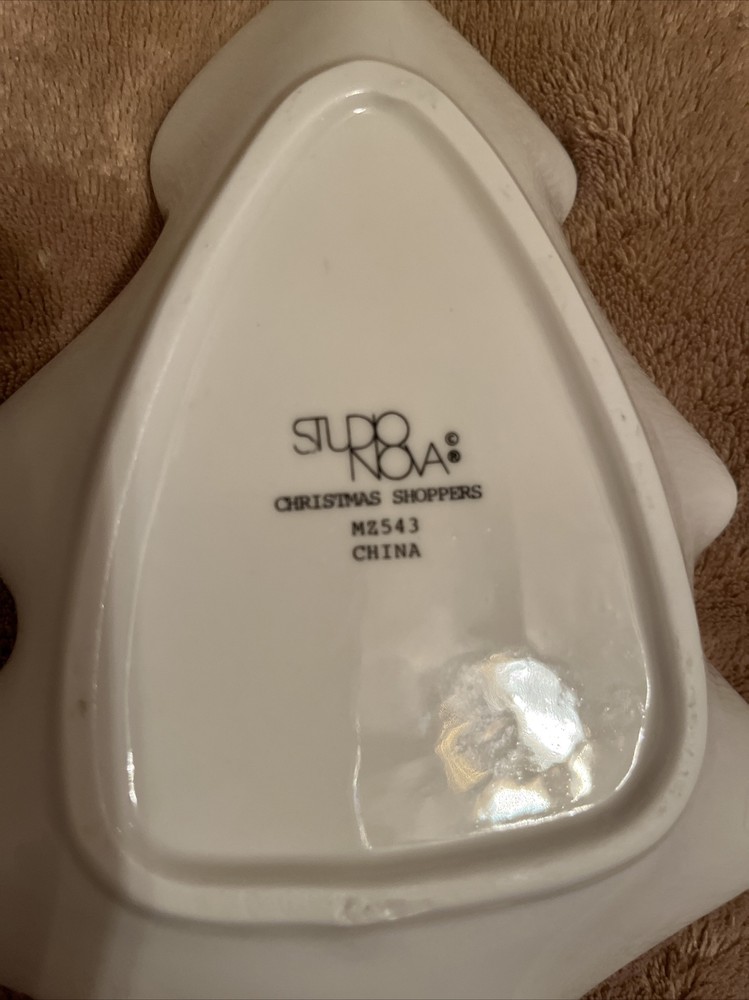 STUDIO ©
NOVA ®
CHRISTMAS SHOPPERS
MZ543
CHINA